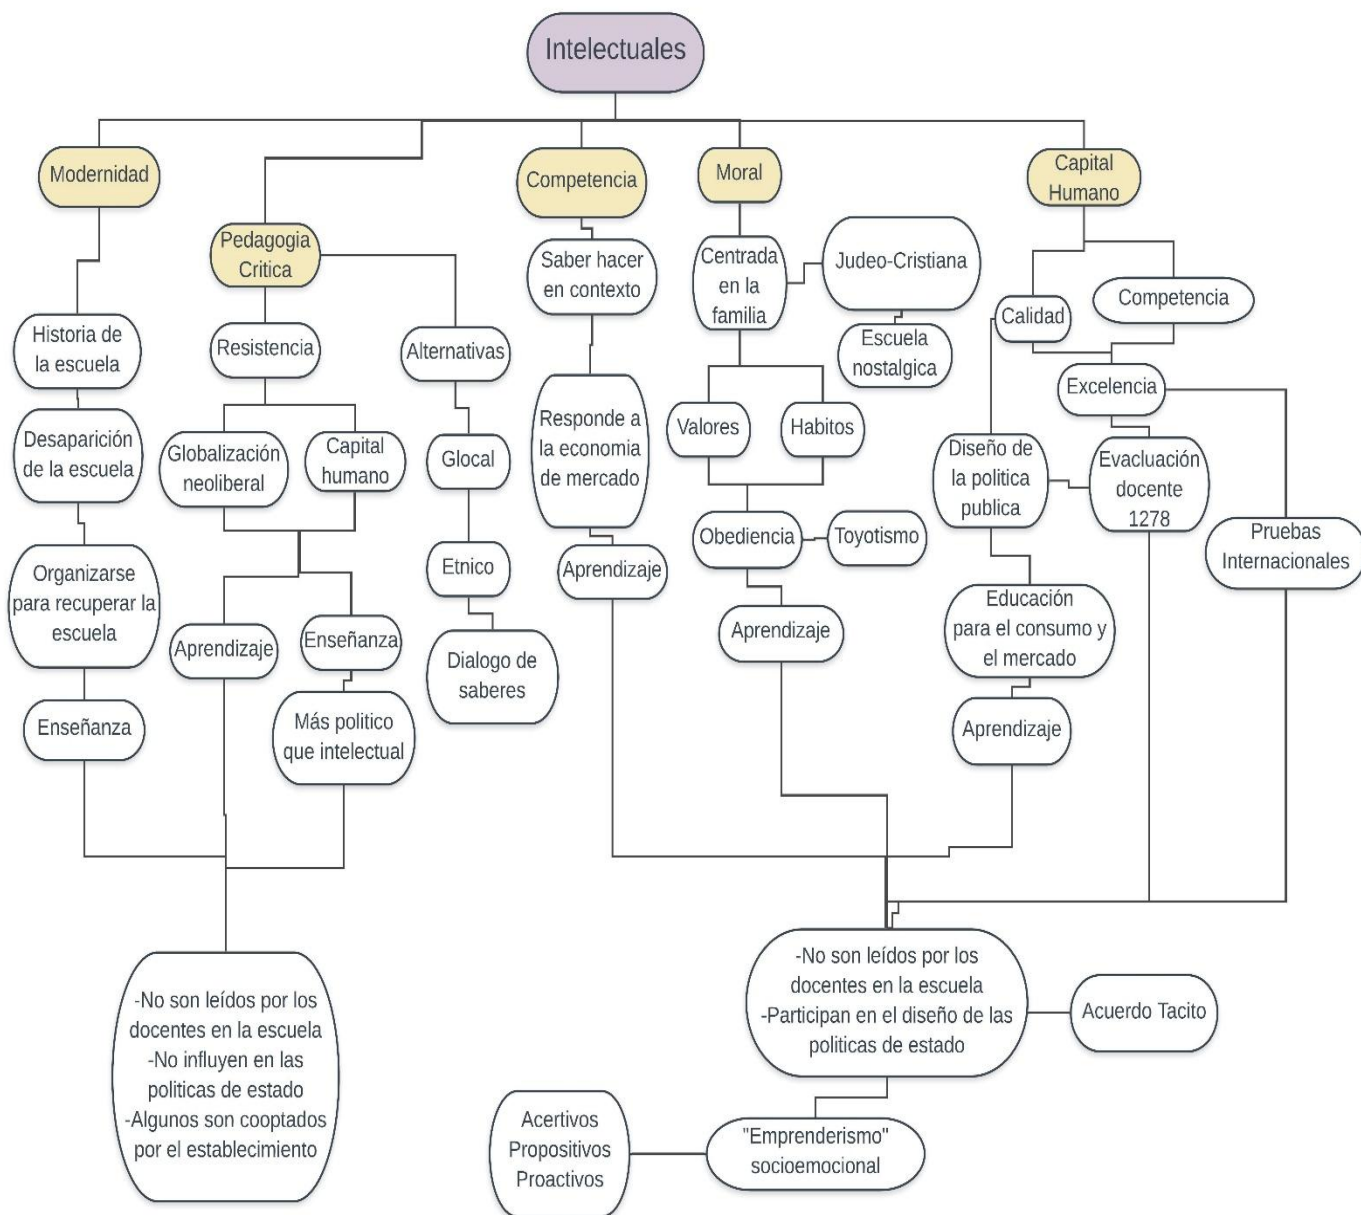 Intelectuales
Modernidad
Pedagogia
Critica
Competencia
Moral
Capital
Humano
Historia de
la escuela
Desaparición
de la escuela
Organizarse
para recuperar la
escuela
Enseñanza
Resistencia
Globalización
neoliberal
Capital
humano
Aprendizaje
Enseñanza
Más politico
que intelectual
Alternativas
Glocal
Etnico
Dialogo de
saberes
Saber hacer
en contexto
Responde a
la economia
de mercado
Aprendizaje
Centrada
en la
familia
Judeo-Cristiana
Escuela
nostalgica
Valores
Habitos
Obediencia
Toyotismo
Aprendizaje
Calidad
Competencia
Excelencia
Diseño de
la politica
publica
Evacluación
docente
1278
Pruebas
Internacionales
Educación
para el consumo y
el mercado
Aprendizaje
-No son leídos por los
docentes en la escuela
-No influyen en las
politicas de estado
-Algunos son cooptados
por el establecimiento
-No son leídos por los
docentes en la escuela
-Participan en el diseño de las
politicas de estado
Acuerdo Tacito
"Emprenderismo"
socioemocional
Acertivos
Propositivos
Proactivos